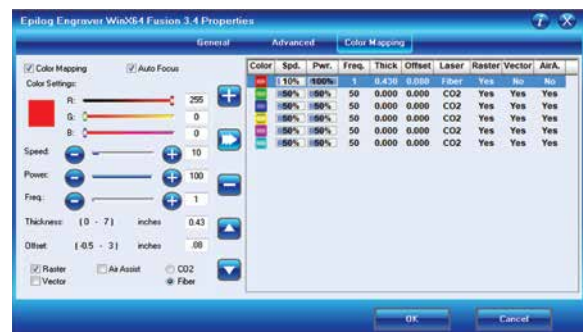 Epilog Engraver WinX64 Fusion 3.4 Properties
General Advanced Color Mapping
Color Mapping Auto Focus
Color Settings:
R: 255
G: 0
B: 0
Speed: 10
Power: 100
Freq.: 1
Thickness: (0 - 7) inches 0.43
Offset: (-0.5 - 3) inches .08
Raster Air Assist CO2
Vector Fiber
Color Spd. Pwr. Freq. Thick Offset Laser Raster Vector AirA.
10% 100% 1 0.430 0.080 Fiber Yes No No
50% 50% 50 0.000 0.000 CO2 Yes Yes Yes
50% 50% 50 0.000 0.000 CO2 Yes Yes Yes
50% 50% 50 0.000 0.000 CO2 Yes Yes Yes
50% 50% 50 0.000 0.000 CO2 Yes Yes Yes
50% 50% 50 0.000 0.000 CO2 Yes Yes Yes
OK Cancel